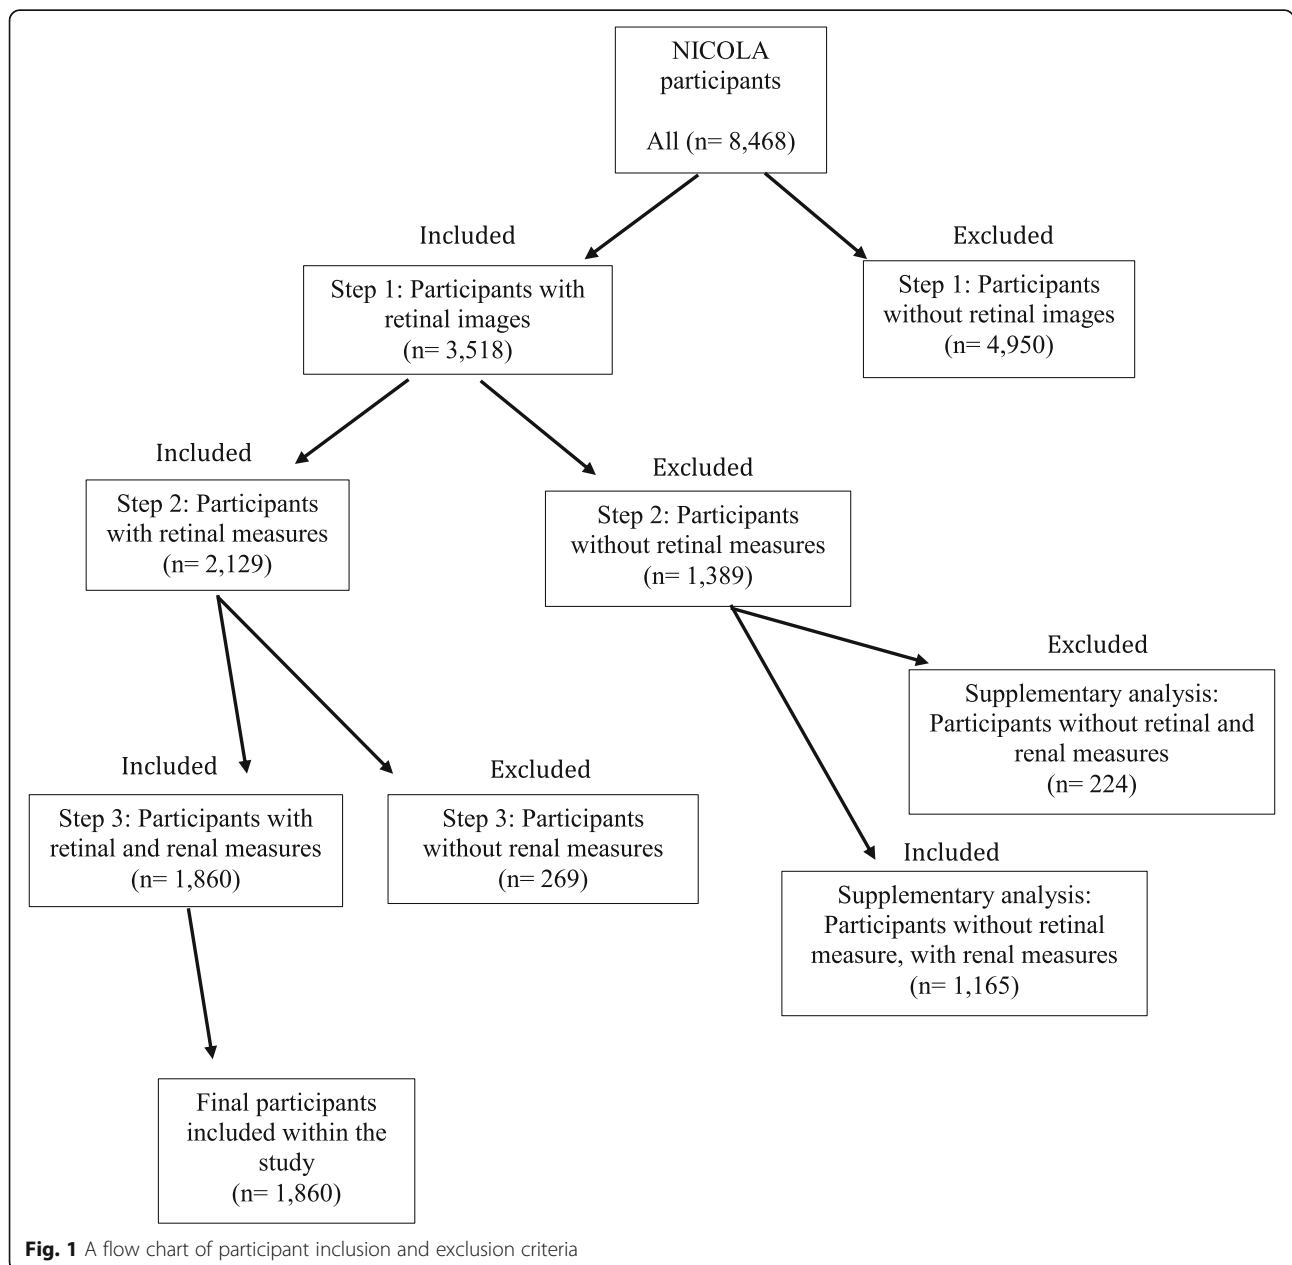 NICOLA
participants
All (n= 8,468)
Included
Excluded
Step 1: Participants with
retinal images
(n= 3,518)
Step 1: Participants
without retinal images
(n= 4,950)
Included
Excluded
Step 2: Participants
with retinal measures
(n= 2,129)
Step 2: Participants
without retinal measures
(n= 1,389)
Excluded
Supplementary analysis:
Participants without retinal and
renal measures
(n= 224)
Included
Excluded
Step 3: Participants with
retinal and renal measures
(n= 1,860)
Step 3: Participants
without renal measures
(n= 269)
Included
Supplementary analysis:
Participants without retinal
measure, with renal measures
(n= 1,165)
Final participants
included within the
study
(n= 1,860)
Fig. 1 A flow chart of participant inclusion and exclusion criteria